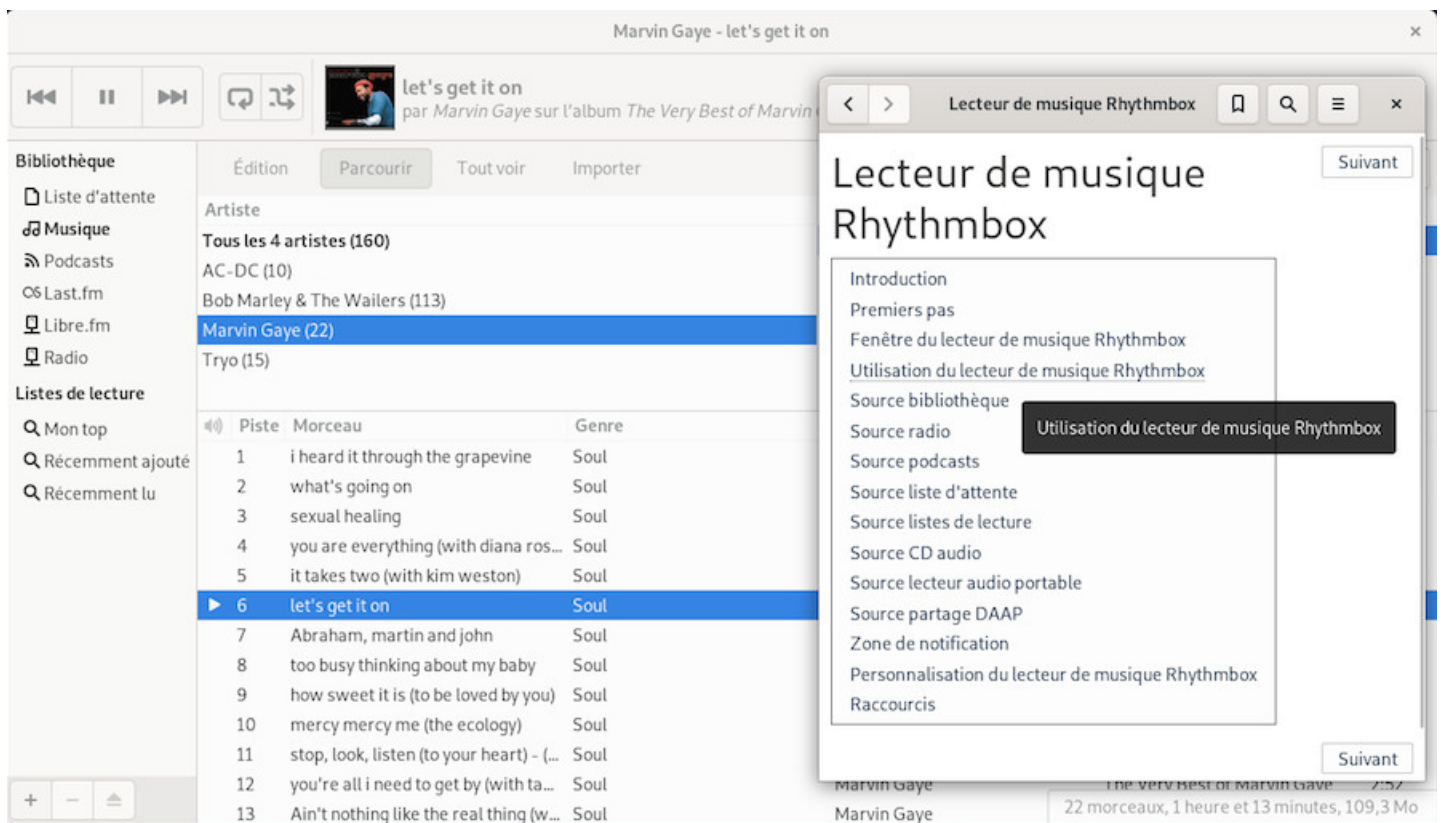 Marvin Gaye - let's get it on
let's get it on
par Marvin Gaye sur l'album The Very Best of Marvin
Bibliothèque
Liste d'attente
Musique
Podcasts
Last.fm
Libre.fm
Radio
Listes de lecture
Mon top
Récemment ajouté
Récemment lu
Édition Parcourir Tout voir Importer
Artiste
Tous les 4 artistes (160)
AC-DC (10)
Bob Marley & The Wailers (113)
Marvin Gaye (22)
Tryo (15)
Piste Morceau Genre
1 i heard it through the grapevine Soul
2 what's going on Soul
3 sexual healing Soul
4 you are everything (with diana ros... Soul
5 it takes two (with kim weston) Soul
6 let's get it on Soul
7 Abraham, martin and john Soul
8 too busy thinking about my baby Soul
9 how sweet it is (to be loved by you) Soul
10 mercy mercy me (the ecology) Soul
11 stop, look, listen (to your heart) - (... Soul
12 you're all i need to get by (with ta... Soul Marvin Gaye The Very Best of Marvin Gaye 2:52
13 Ain't nothing like the real thing (w... Soul Marvin Gaye
22 morceaux, 1 heure et 13 minutes, 109,3 Mo
Lecteur de musique Rhythmbox
Lecteur de musique
Rhythmbox
Suivant
Introduction
Premiers pas
Fenêtre du lecteur de musique Rhythmbox
Utilisation du lecteur de musique Rhythmbox
Source bibliothèque
Utilisation du lecteur de musique Rhythmbox
Source radio
Source podcasts
Source liste d'attente
Source listes de lecture
Source CD audio
Source lecteur audio portable
Source partage DAAP
Zone de notification
Personnalisation du lecteur de musique Rhythmbox
Raccourcis
Suivant